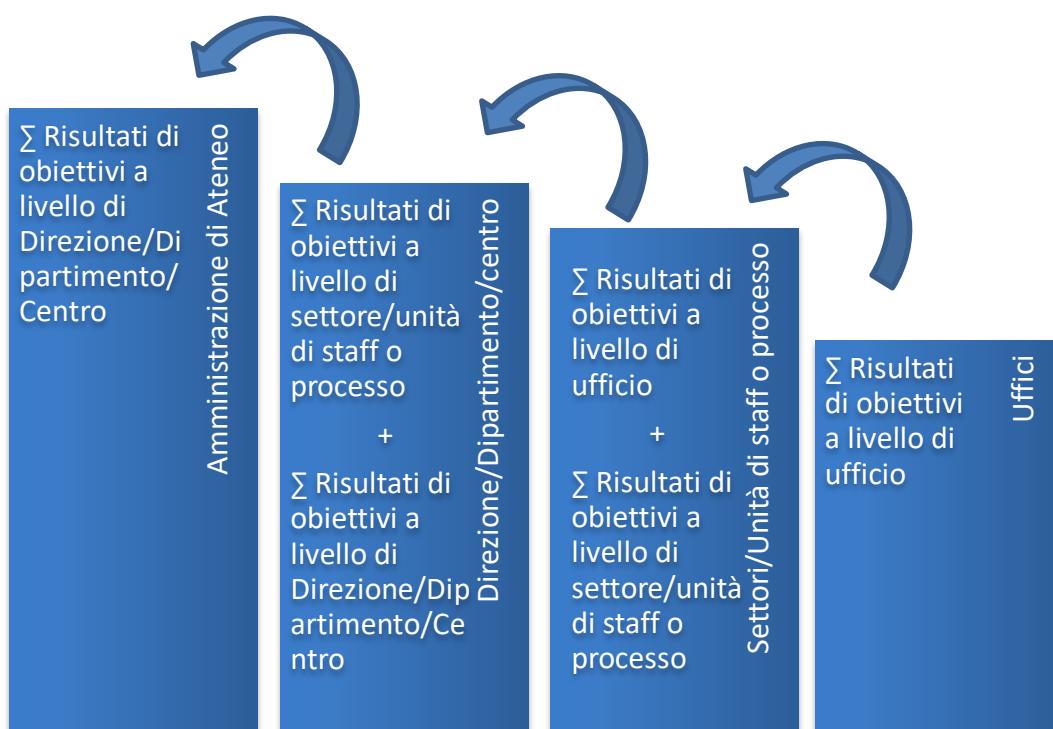 ∑ Risultati di
obiettivi a
livello di
Direzione/Di
partimento/
Centro
Amministrazione di Ateneo
∑ Risultati di
obiettivi a
livello di
settore/unità
di staff o
processo
+
∑ Risultati di
obiettivi a
livello di
Direzione/Dip
artimento/Ce
ntro
Direzione/Dipartimento/centro
∑ Risultati di
obiettivi a
livello di
ufficio
+
∑ Risultati di
obiettivi a
livello di
settore/unità
di staff o
processo
Settori/Unità di staff o processo
∑ Risultati
di obiettivi
a livello di
ufficio
Uffici